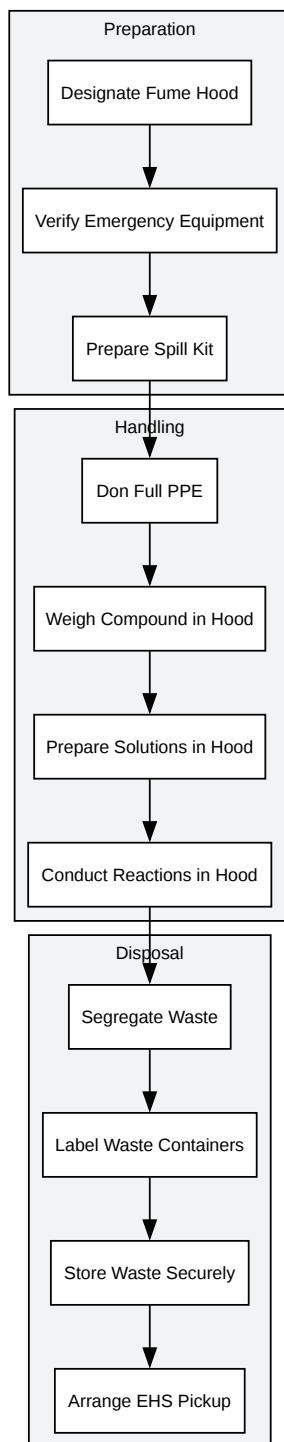 Preparation
Designate Fume Hood
Verify Emergency Equipment
Prepare Spill Kit
Handling
Don Full PPE
Weigh Compound in Hood
Prepare Solutions in Hood
Conduct Reactions in Hood
Disposal
Segregate Waste
Label Waste Containers
Store Waste Securely
Arrange EHS Pickup